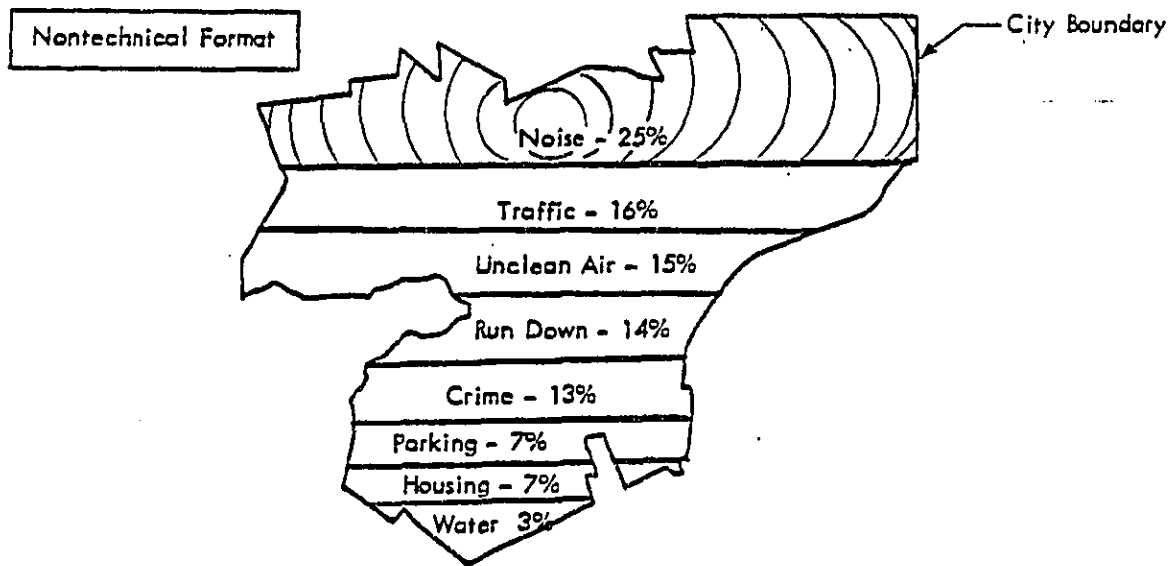 Nontechnical Format
City Boundary
Noise - 25%
Traffic - 16%
Unclean Air - 15%
Run Down - 14%
Crime - 13%
Parking - 7%
Housing - 7%
Water 3%